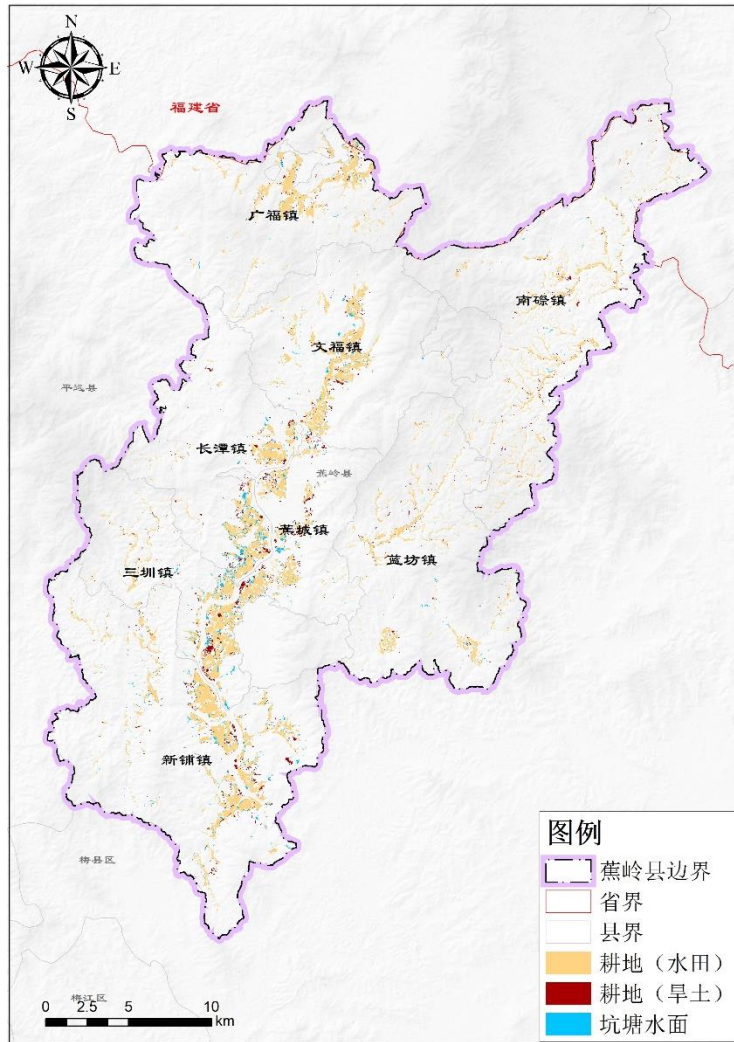 N
W
E
S
福建省
广福镇
南礤镇
文福镇
平远县
长潭镇
蕉岭县
蕉城镇
三圳镇
蓝坊镇
新铺镇
梅县区
梅江区
0 2.5 5 10
km
图例
蕉岭县边界
省界
县界
耕地（水田）
耕地（旱土）
坑塘水面